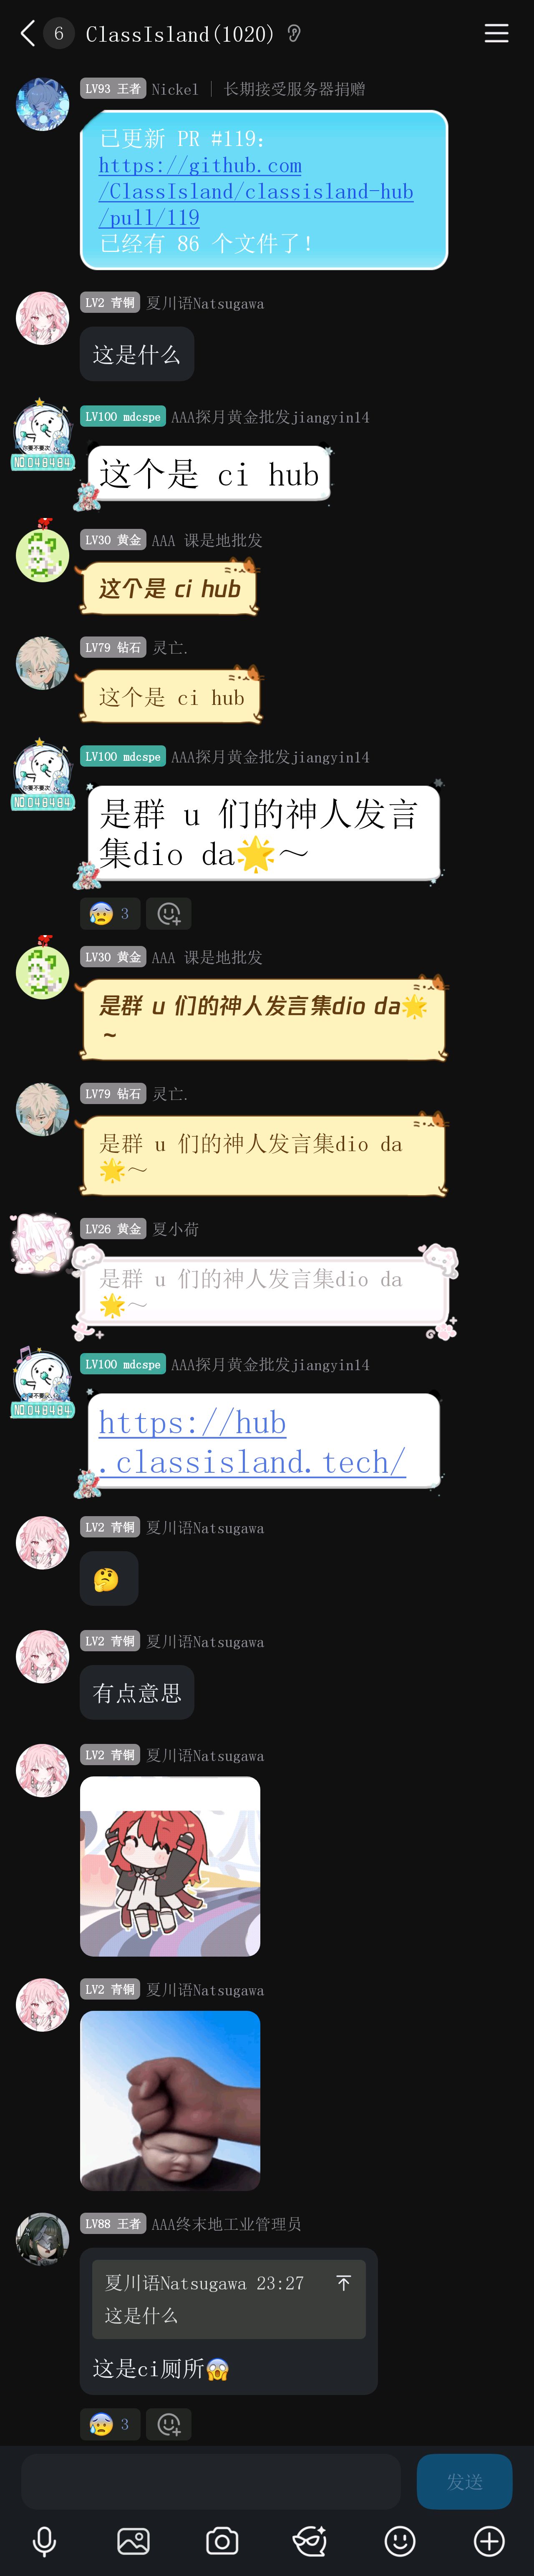 6 ClassIsland(1020)
LV93 王者 Nickel | 长期接受服务器捐赠
已更新 PR #119:
https://github.com
/ClassIsland/classisland-hub
/pull/119
已经有 86 个文件了!
LV2 青铜 夏川语Natsugawa
这是什么
LV100 mdcspe AAA探月黄金批发jiangyin14
NO.048484
这个是 ci hub
LV30 黄金 AAA 课是地批发
这个是 ci hub
LV79 钻石 灵亡.
这个是 ci hub
LV100 mdcspe AAA探月黄金批发jiangyin14
NO.048484
是群 u 们的神人发言
集dio da🌟～
😰 3
LV30 黄金 AAA 课是地批发
是群 u 们的神人发言集dio da🌟
～
LV79 钻石 灵亡.
是群 u 们的神人发言集dio da
🌟～
LV26 黄金 夏小荷
是群 u 们的神人发言集dio da
🌟～
LV100 mdcspe AAA探月黄金批发jiangyin14
NO.048484
https://hub
.classisland.tech/
LV2 青铜 夏川语Natsugawa
🤔
LV2 青铜 夏川语Natsugawa
有点意思
LV2 青铜 夏川语Natsugawa
LV2 青铜 夏川语Natsugawa
LV88 王者 AAA终末地工业管理员
夏川语Natsugawa 23:27
这是什么
这是ci厕所😱
😰 3
发送